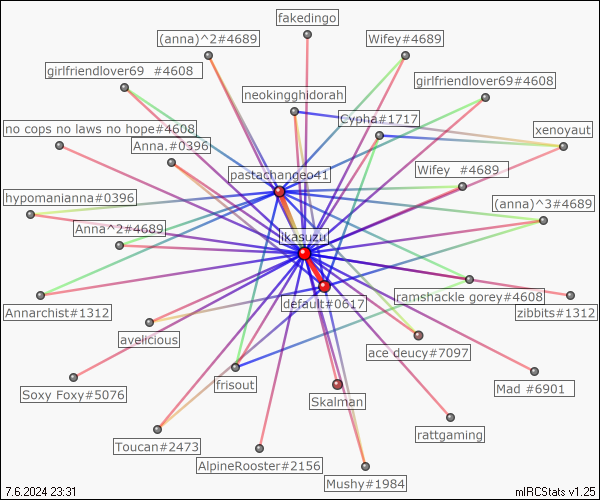 fakedingo
(anna)^2#4689
Wifey#4689
girlfriendlover69 #4608
girlfriendlover69#4608
neokingghidorah
Cypha#1717
no cops no laws no hope#4608
xenoyaut
Anna.#0396
pastachangeo41
Wifey #4689
hypomanianna#0396
(anna)^3#4689
Anna^2#4689
ikasuzu
default#0617
ramshackle gorey#4608
Annarchist#1312
zibbits#1312
avelicious
ace deucy#7097
frisout
Mad #6901
Soxy Foxy#5076
Skalman
rattgaming
Toucan#2473
AlpineRooster#2156
Mushy#1984
7.6.2024 23:31
mIRCStats v1.25